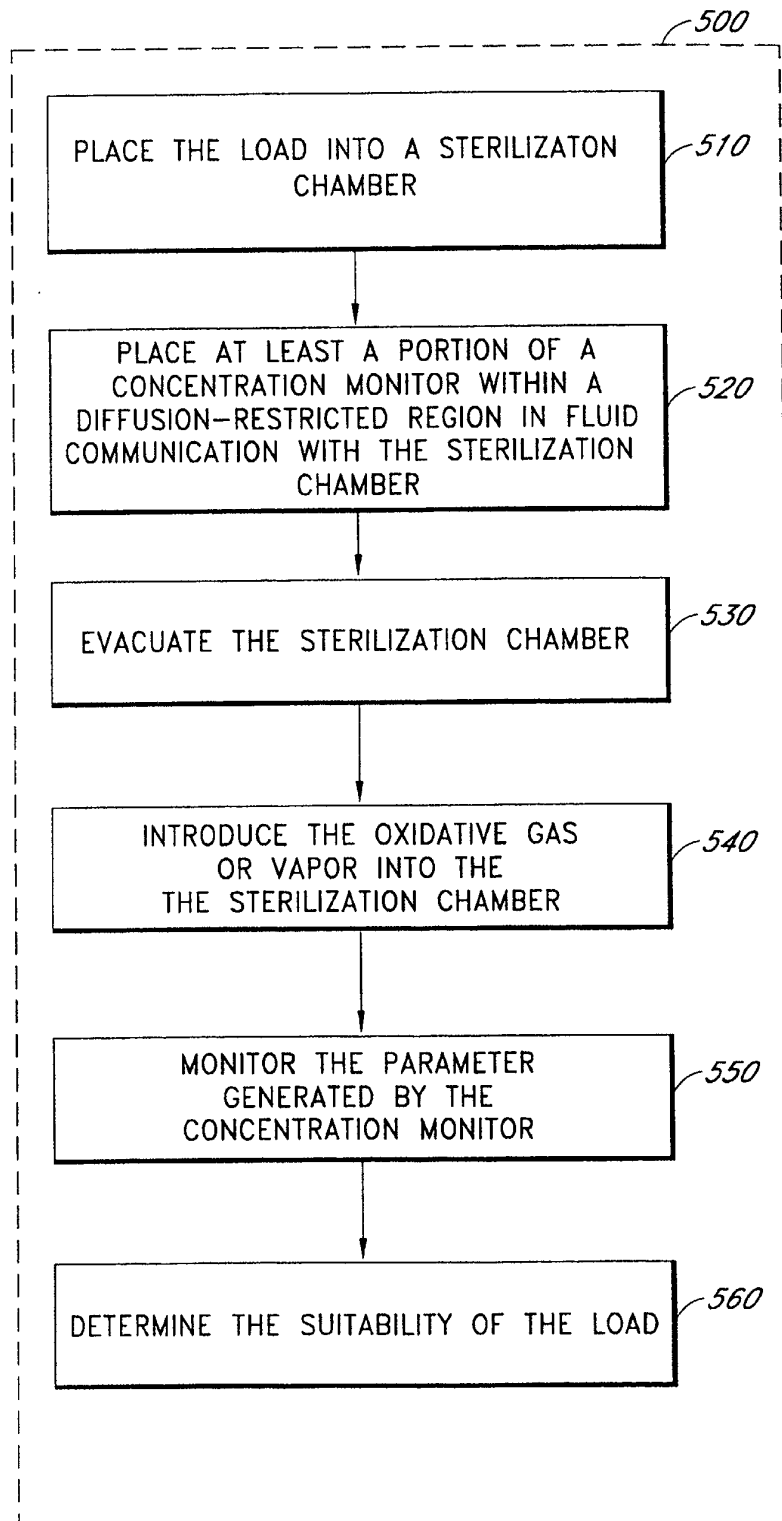 500
PLACE THE LOAD INTO A STERILIZATON
CHAMBER
510
PLACE AT LEAST A PORTION OF A
CONCENTRATION MONITOR WITHIN A
DIFFUSION-RESTRICTED REGION IN FLUID
COMMUNICATION WITH THE STERILIZATION
CHAMBER
520
EVACUATE THE STERILIZATION CHAMBER
530
INTRODUCE THE OXIDATIVE GAS
OR VAPOR INTO THE
THE STERILIZATION CHAMBER
540
MONITOR THE PARAMETER
GENERATED BY THE
CONCENTRATION MONITOR
550
DETERMINE THE SUITABILITY OF THE LOAD
560